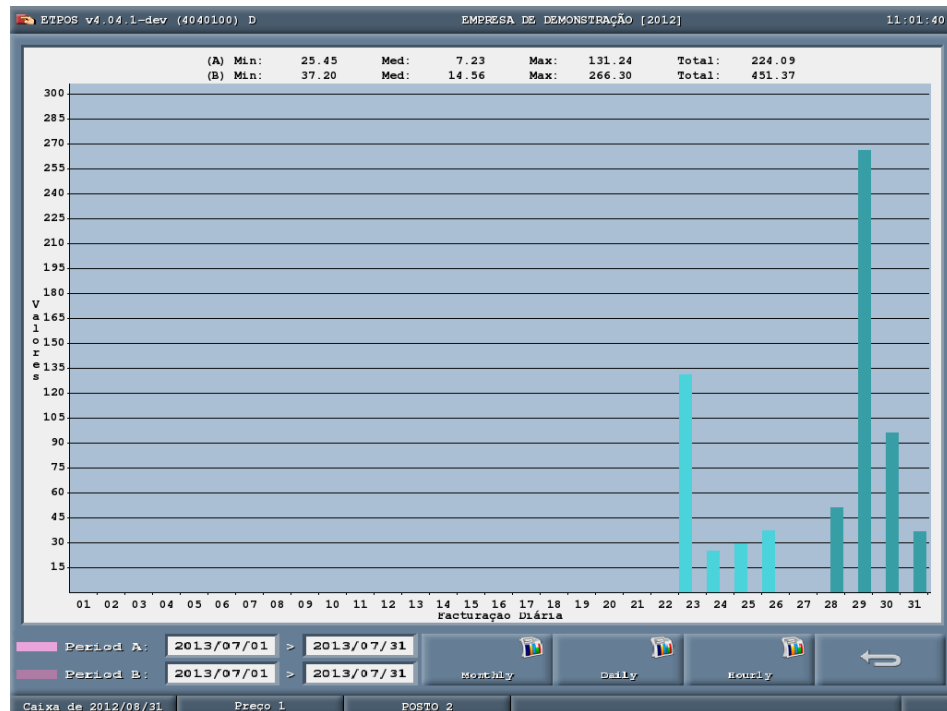 ETPOS v4.04.1-dev (4040100) D EMPRESA DE DEMONSTRAÇÃO [2012] 11:01:40
(A) Min: 25.45 Med: 7.23 Max: 131.24 Total: 224.09
(B) Min: 37.20 Med: 14.56 Max: 266.30 Total: 451.37
300
285
270
255
240
225
210
195
180
165
150
135
120
105
90
75
60
45
30
15
Valores
01 02 03 04 05 06 07 08 09 10 11 12 13 14 15 16 17 18 19 20 21 22 23 24 25 26 27 28 29 30 31
Facturação Diária
Period A: 2013/07/01 > 2013/07/31
Period B: 2013/07/01 > 2013/07/31
Monthly Daily Hourly
Caixa de 2012/08/31 Preço 1 POSTO 2